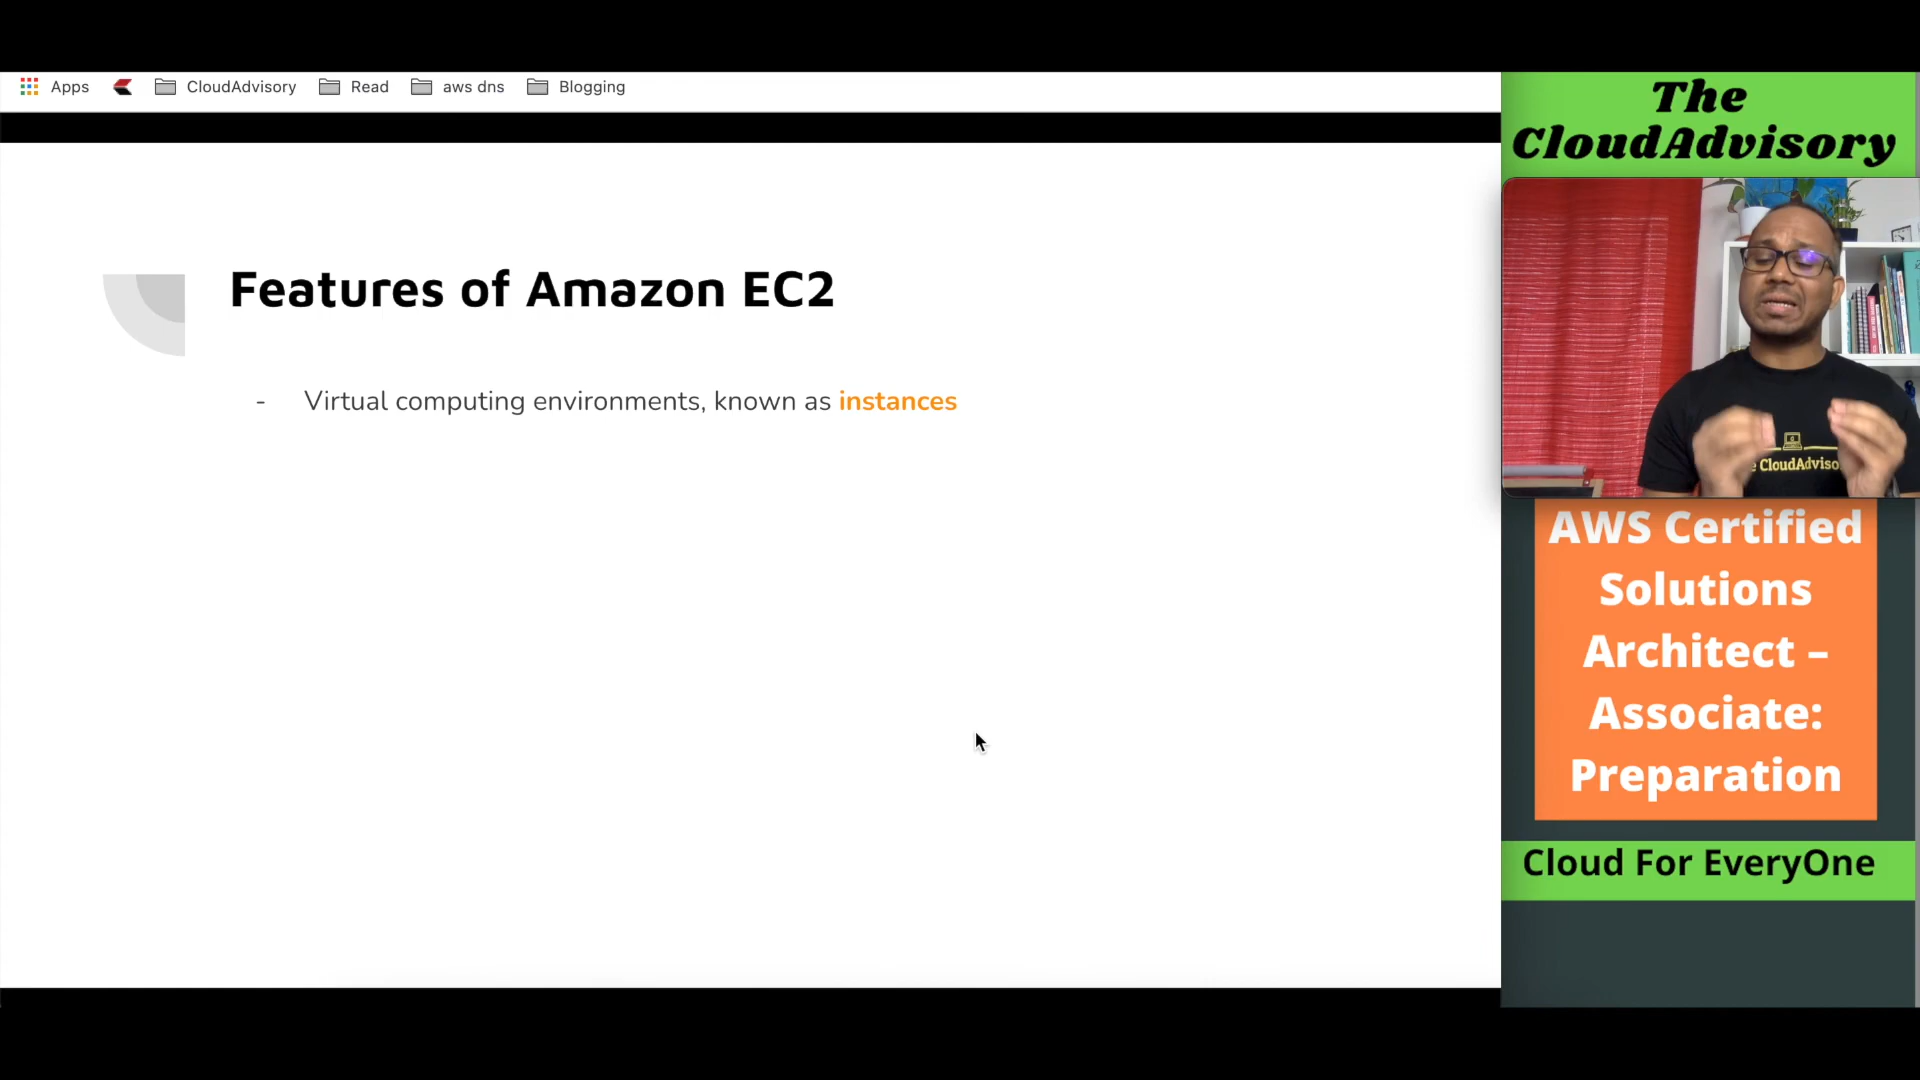 Apps CloudAdvisory Read aws dns Blogging
The
CloudAdvisory
Features of Amazon EC2
- Virtual computing environments, known as instances
CloudAdviso
AWS Certified
Solutions
Architect –
Associate:
Preparation
Cloud For EveryOne